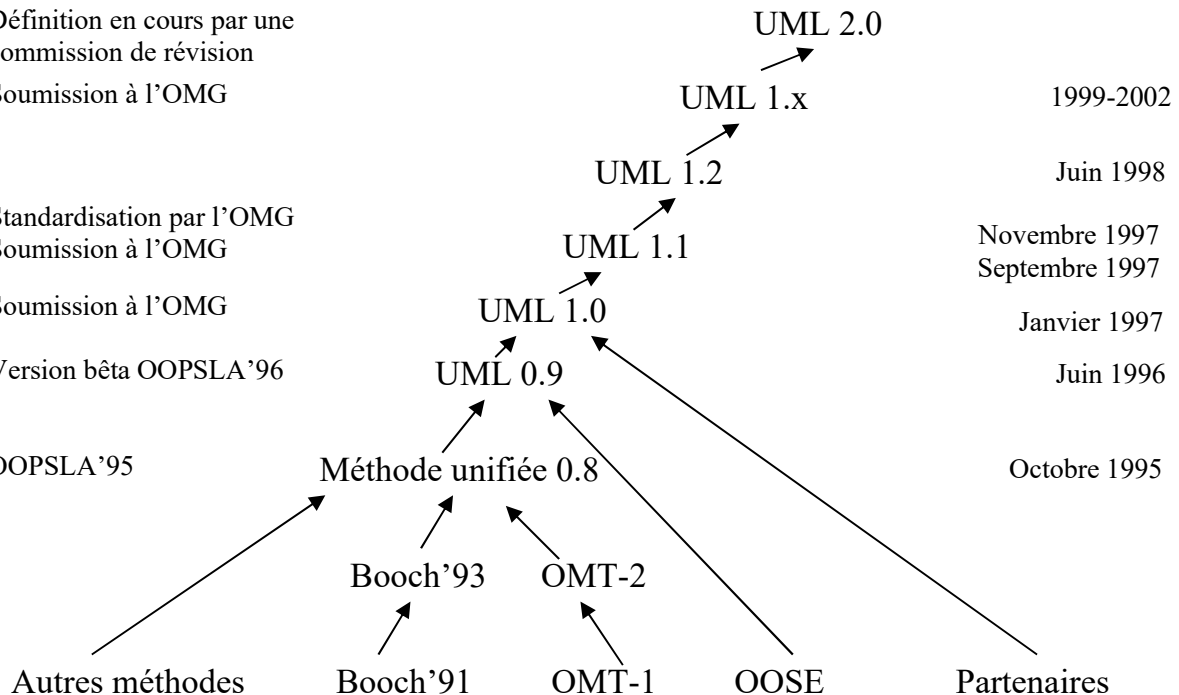 Définition en cours par une
commission de révision
UML 2.0
Soumission à l’OMG
UML 1.x
1999-2002
UML 1.2
Juin 1998
Standardisation par l’OMG
Soumission à l’OMG
UML 1.1
Novembre 1997
Septembre 1997
Soumission à l’OMG
UML 1.0
Janvier 1997
Version bêta OOPSLA’96
UML 0.9
Juin 1996
OOPSLA’95
Méthode unifiée 0.8
Octobre 1995
Booch’93
OMT-2
Autres méthodes
Booch’91
OMT-1
OOSE
Partenaires